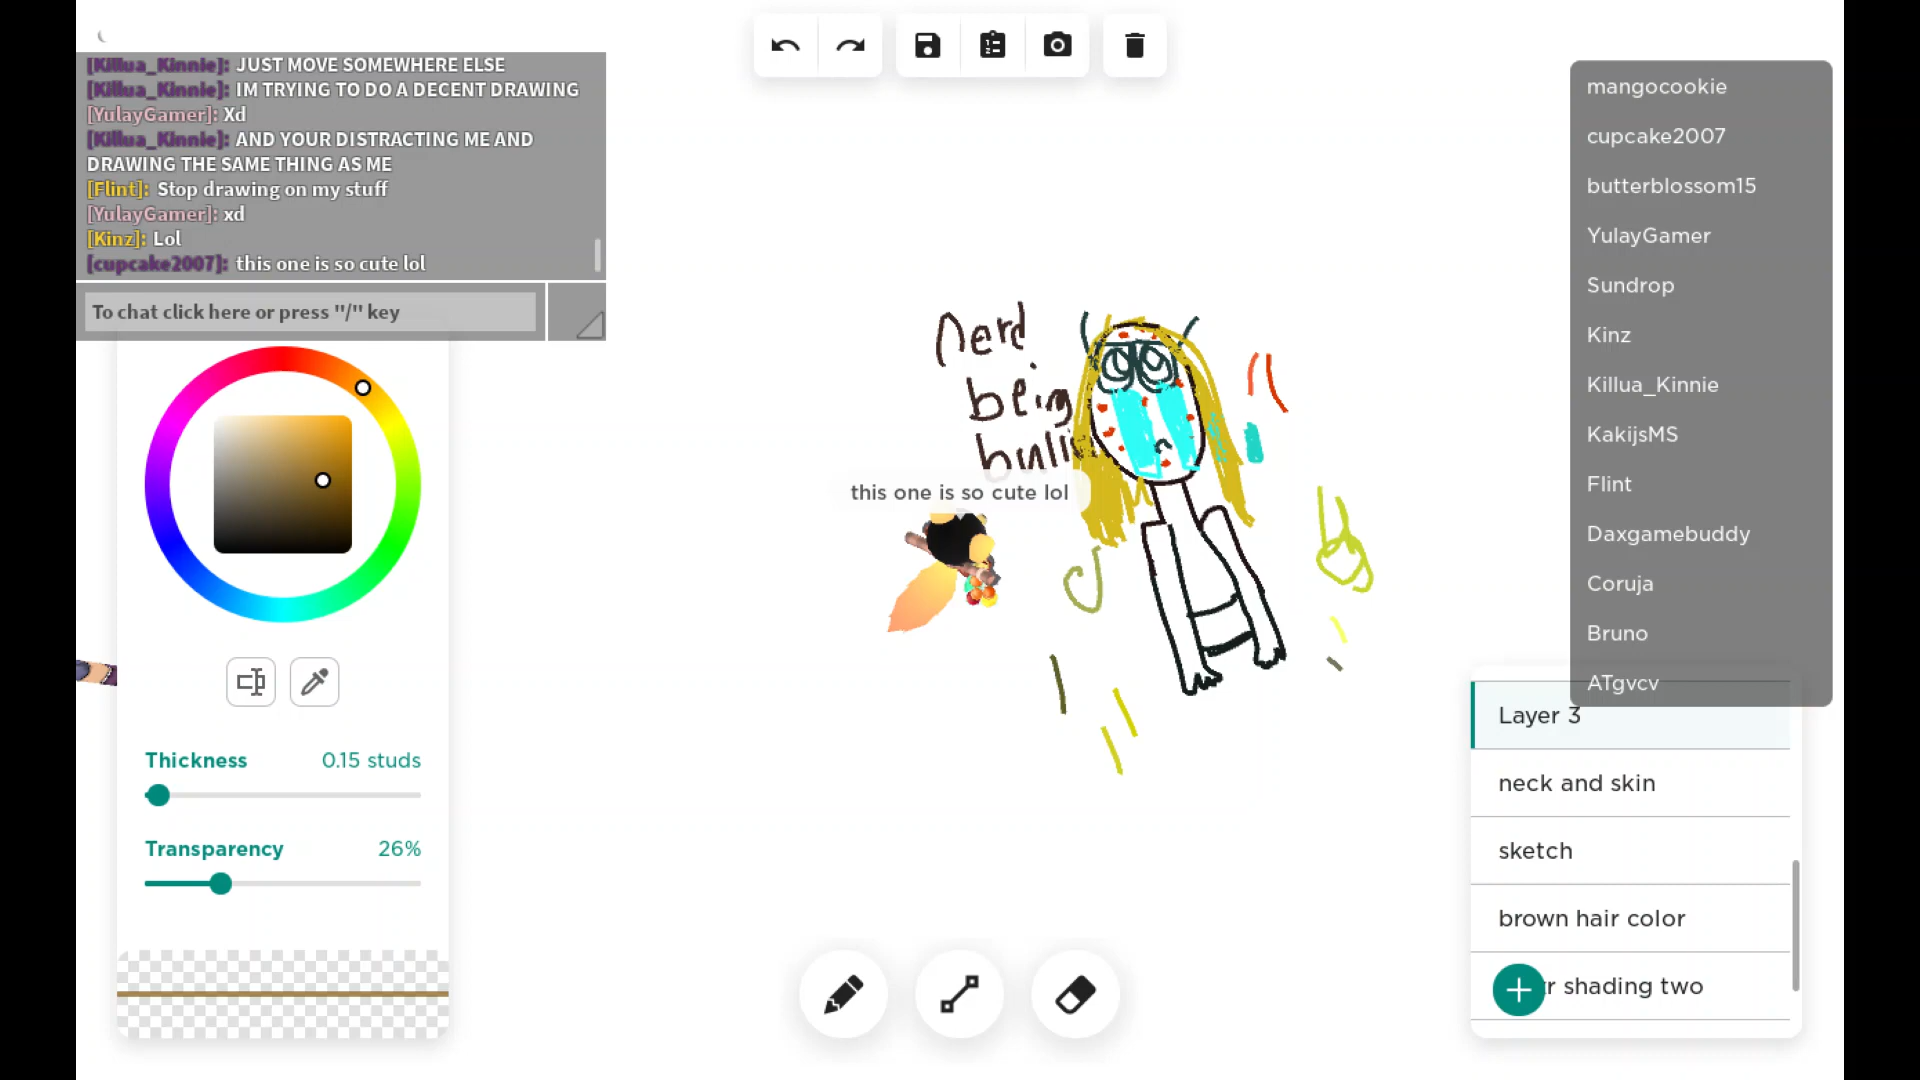 [Killua_Kinnie]: JUST MOVE SOMEWHERE ELSE
[Killua_Kinnie]: IM TRYING TO DO A DECENT DRAWING
[YulayGamer]: Xd
[Killua_Kinnie]: AND YOUR DISTRACTING ME AND
DRAWING THE SAME THING AS ME
[Flint]: Stop drawing on my stuff
[YulayGamer]: xd
[Kinz]: Lol
[cupcake2007]: this one is so cute lol
To chat click here or press "/" key
Thickness 0.15 studs
Transparency 26%
nerd
being
this one is so cute lol
mangocookie
cupcake2007
butterblossom15
YulayGamer
Sundrop
Kinz
Killua_Kinnie
KakijsMS
Flint
Daxgamebuddy
Coruja
Bruno
ATgvcv
Layer 3
neck and skin
sketch
brown hair color
shading two